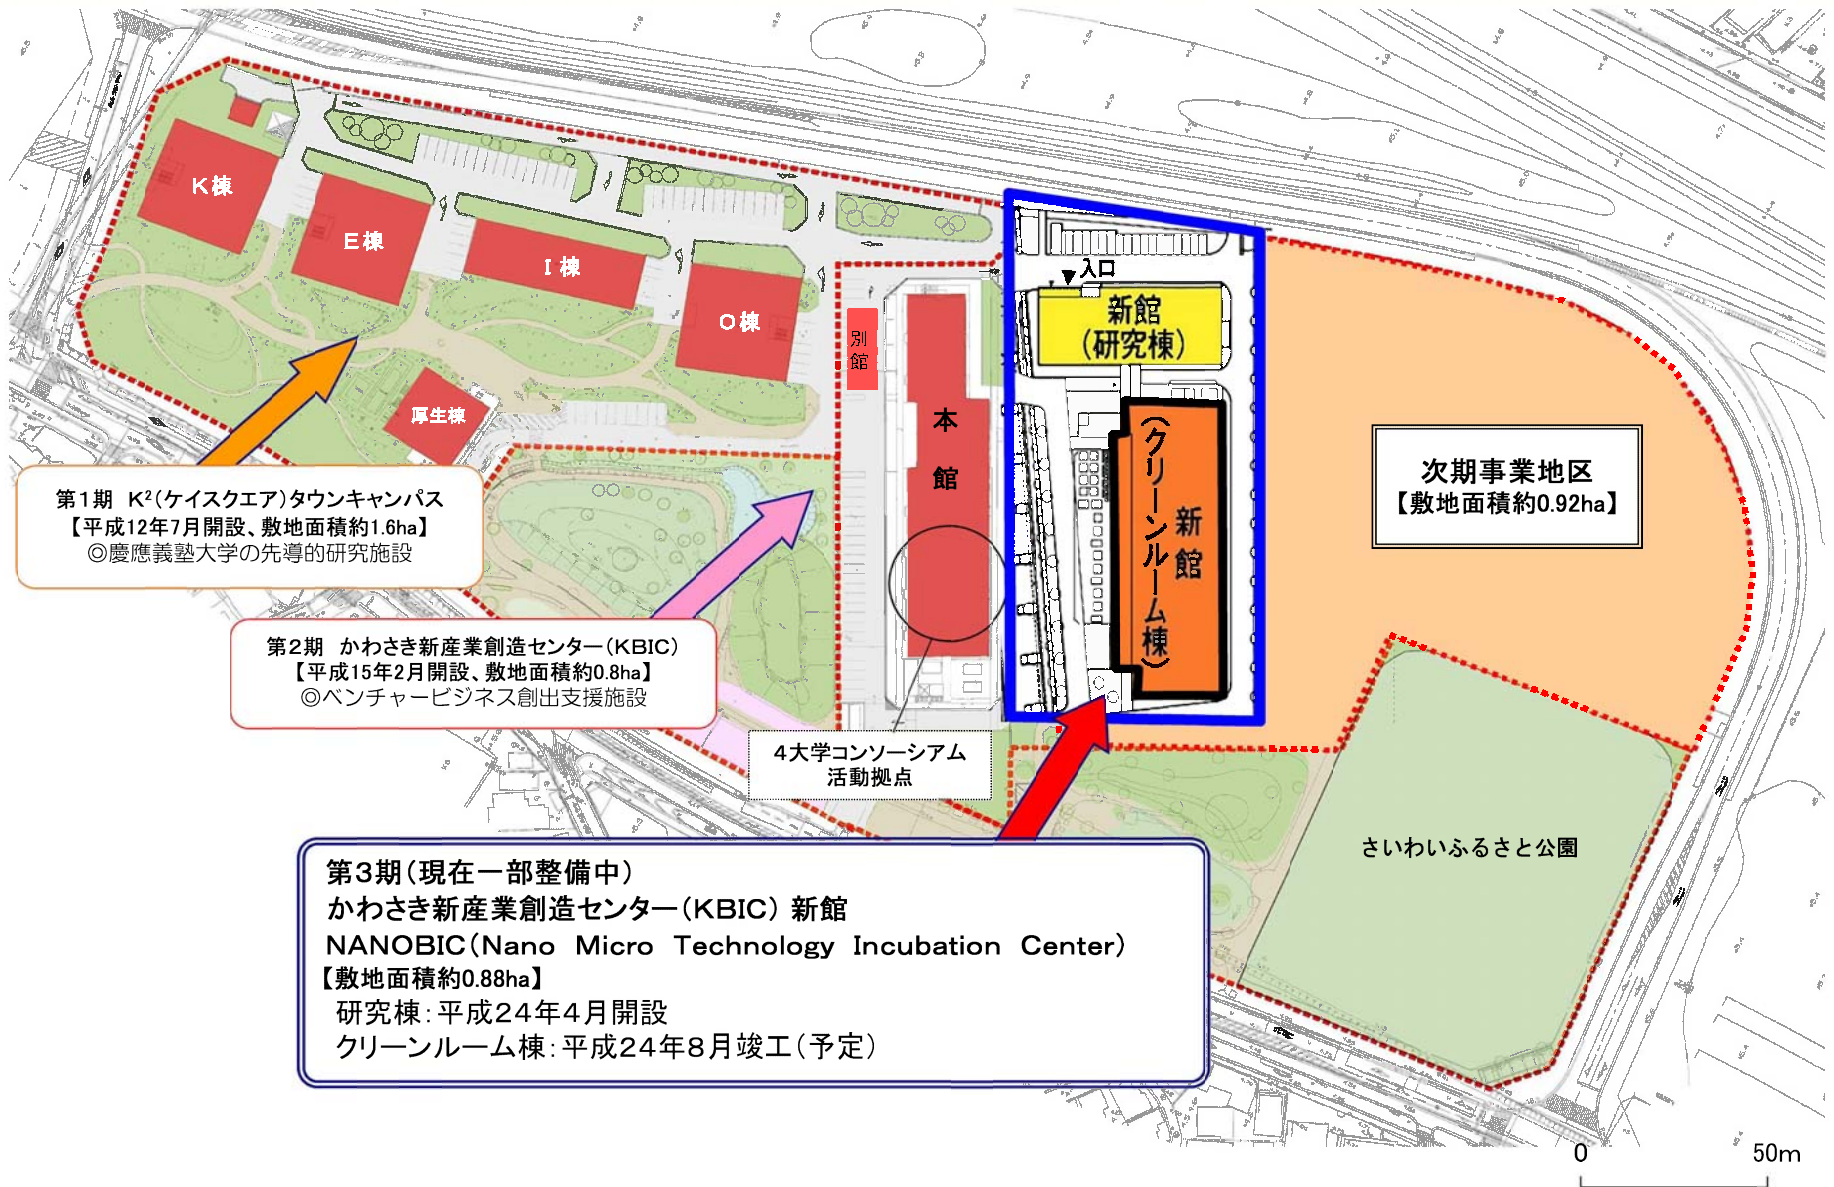 K棟
E棟
I棟
O棟
厚生棟
別館
本館
入口
新館
(研究棟)
新館
(クリーンルーム棟)
次期事業地区
【敷地面積約0.92ha】
第1期 K²(ケイスクエア)タウンキャンパス
【平成12年7月開設、敷地面積約1.6ha】
◎慶應義塾大学の先導的研究施設
第2期 かわさき新産業創造センター(KBIC)
【平成15年2月開設、敷地面積約0.8ha】
◎ベンチャービジネス創出支援施設
4大学コンソーシアム
活動拠点
さいわいふるさと公園
第3期(現在一部整備中)
かわさき新産業創造センター(KBIC) 新館
NANOBIC(Nano Micro Technology Incubation Center)
【敷地面積約0.88ha】
研究棟:平成24年4月開設
クリーンルーム棟:平成24年8月竣工(予定)
0 50m